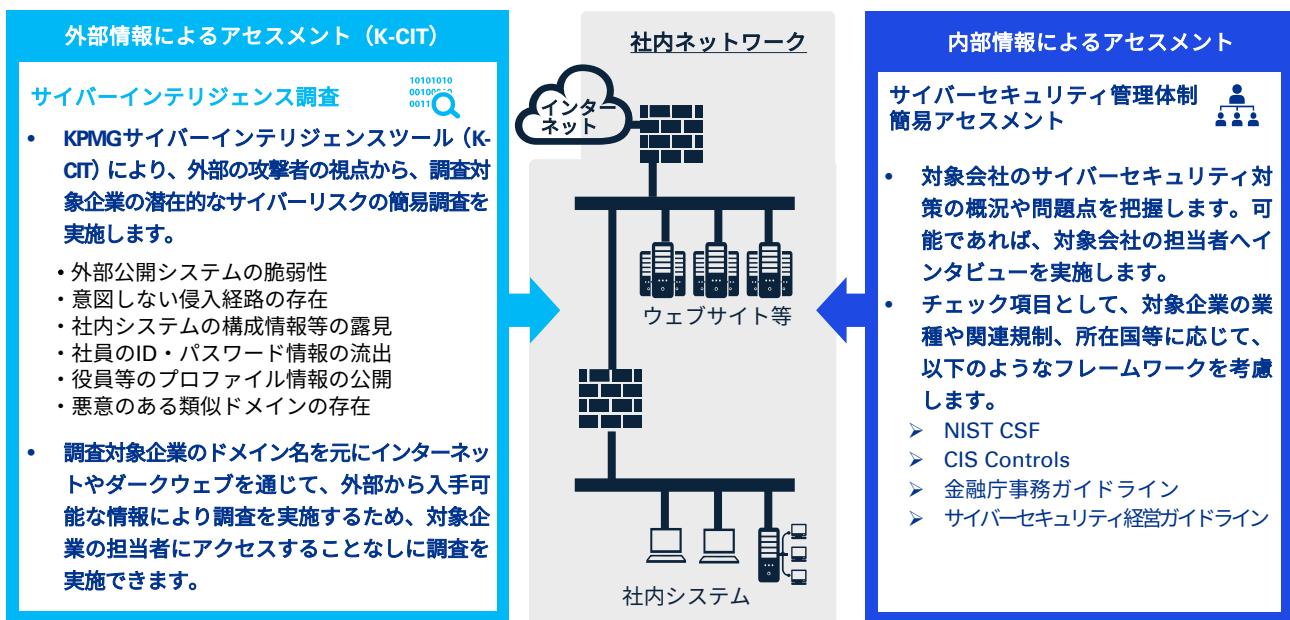 外部情報によるアセスメント（K-CIT）
サイバーインテリジェンス調査
10101010
0011
• KPMGサイバーインテリジェンスツール（K-
CIT）により、外部の攻撃者の視点から、調査対
象企業の潜在的なサイバーリスクの簡易調査を
実施します。
・外部公開システムの脆弱性
・意図しない侵入経路の存在
・社内システムの構成情報等の露見
・社員のID・パスワード情報の流出
・役員等のプロファイル情報の公開
・悪意のある類似ドメインの存在
• 調査対象企業のドメイン名を元にインターネッ
トやダークウェブを通じて、外部から入手可
能な情報により調査を実施するため、対象企
業の担当者にアクセスすることなしに調査を
実施できます。
社内ネットワーク
インター
ネット
ウェブサイト等
社内システム
内部情報によるアセスメント
サイバーセキュリティ管理体制
簡易アセスメント
• 対象会社のサイバーセキュリティ対
策の概況や問題点を把握します。可
能であれば、対象会社の担当者へイ
ンタビューを実施します。
• チェック項目として、対象企業の業
種や関連規制、所在国等に応じて、
以下のようなフレームワークを考慮
します。
➢ NIST CSF
➢ CIS Controls
➢ 金融庁事務ガイドライン
➢ サイバーセキュリティ経営ガイドライン